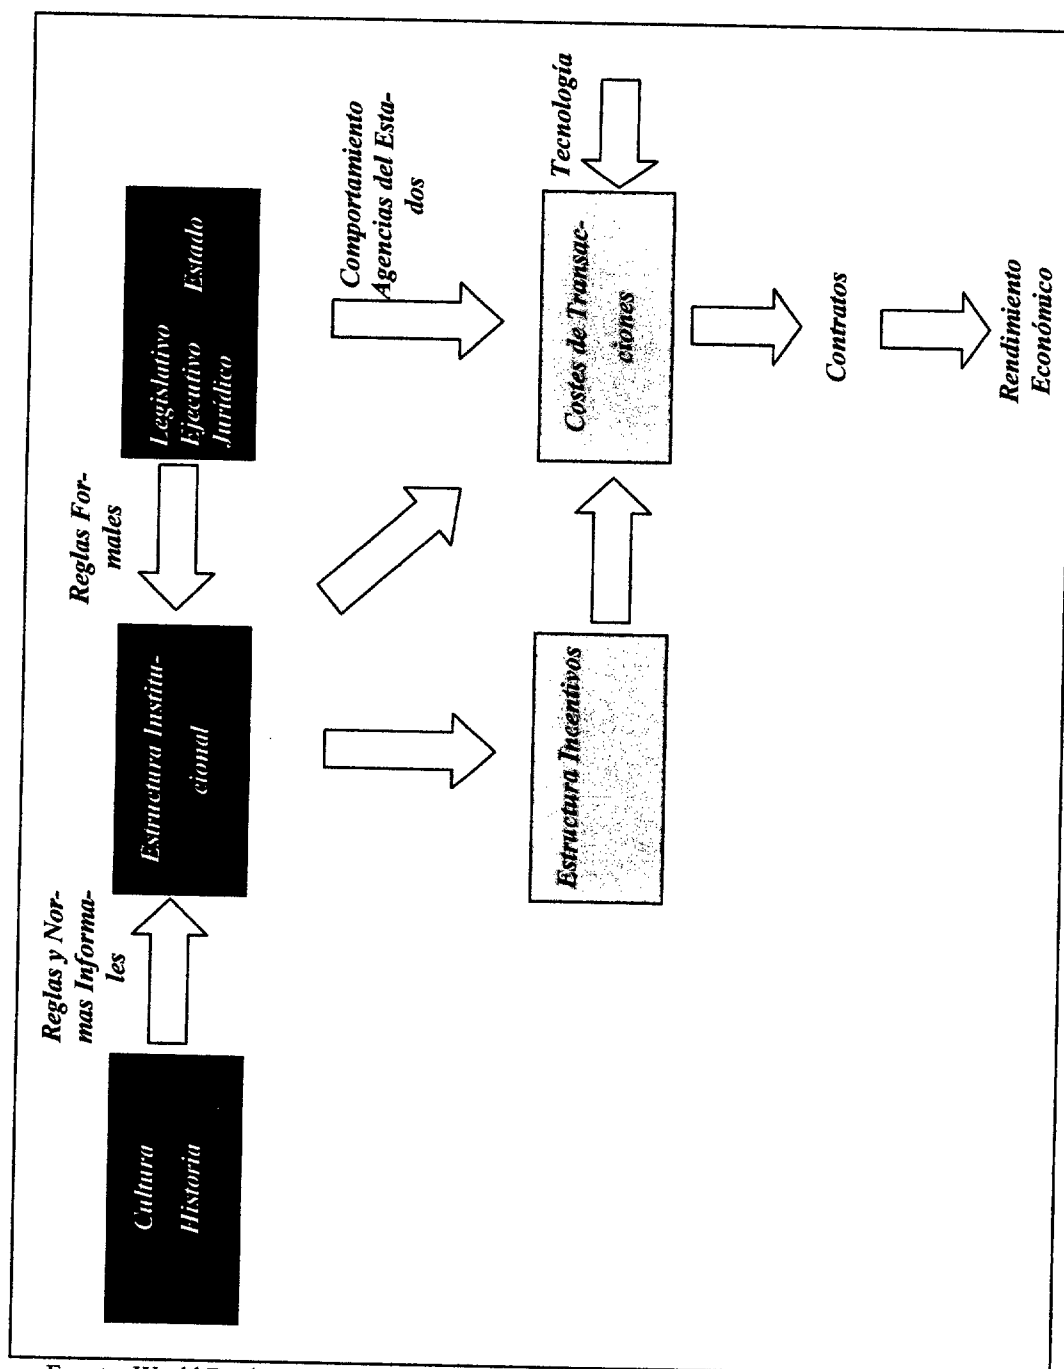 Reglas y Nor-
mas Informa-
les
Reglas For-
males
Cultura
Historia
Estructura Institu-
cional
Legislativo
Ejecutivo Estado
Jurídico
Comportamiento
Agencias del Esta-
dos
Estructura Incentivos
Costes de Transac-
ciones
Tecnología
Contratos
Rendimiento
Económico